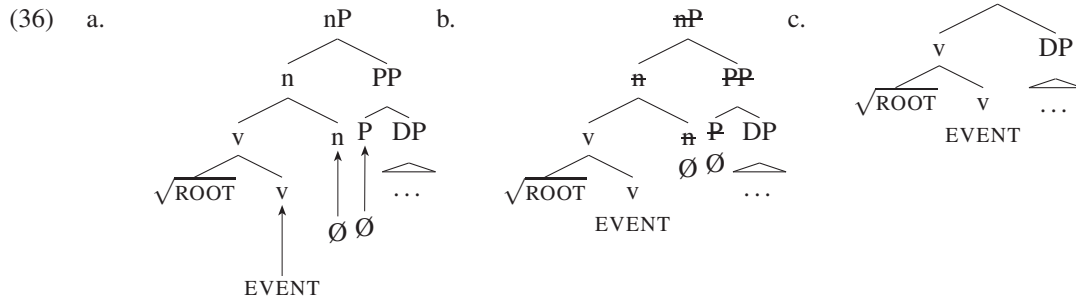 (36) a. nP b. nP c.
v DP
n PP n PP
√ROOT v ...
v n P DP v n P DP EVENT
Ø Ø
√ROOT v ... √ROOT v ...
Ø Ø EVENT
EVENT